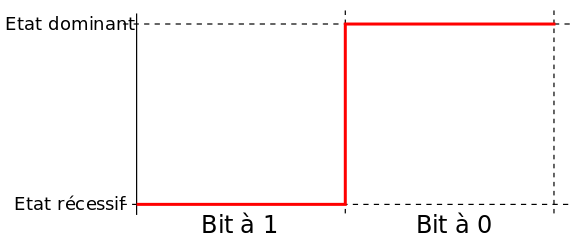 Etat dominant
Etat récessif
Bit à 1
Bit à 0